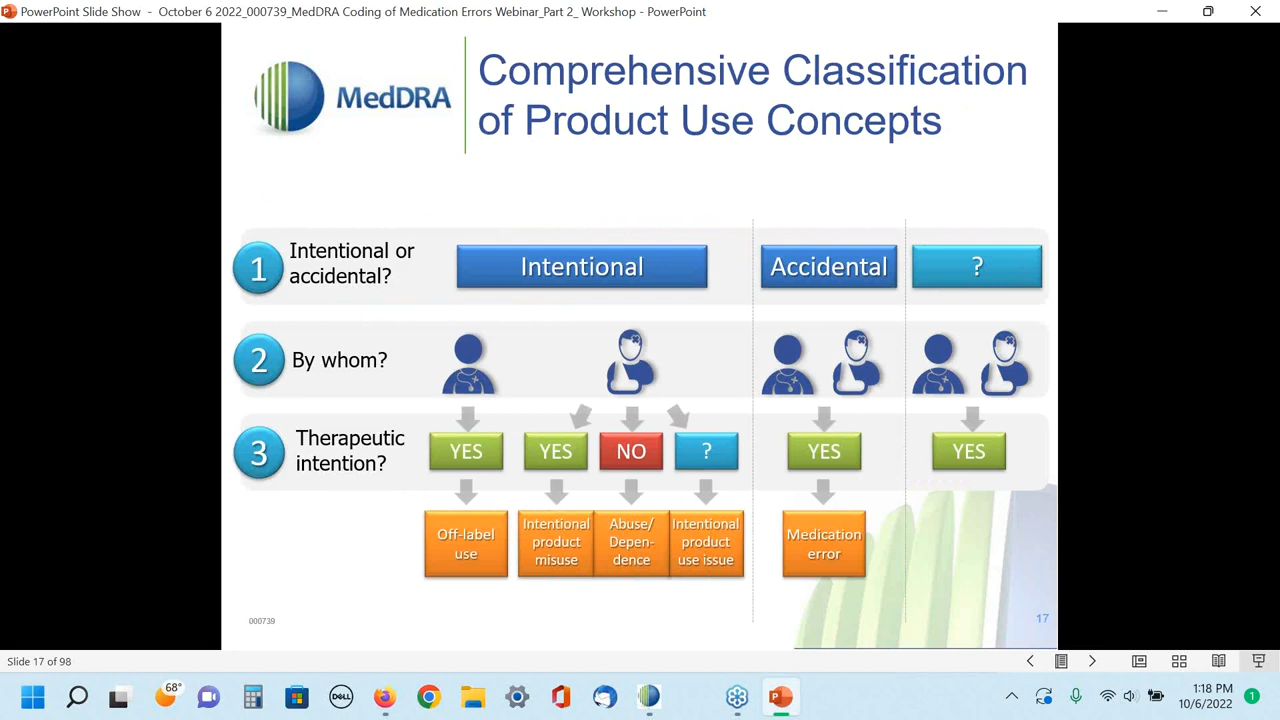 PowerPoint Slide Show - October 6 2022_000739_MedDRA Coding of Medication Errors Webinar_Part 2_ Workshop - PowerPoint
MedDRA
Comprehensive Classification
of Product Use Concepts
1
Intentional or
accidental?
Intentional
Accidental
?
2
By whom?
3
Therapeutic
intention?
YES
YES
NO
?
YES
YES
Off-label
use
Intentional
product
misuse
Abuse/
Depen-
dence
Intentional
product
use issue
Medication
error
000739
17
Slide 17 of 98
68°
DELL
1:18 PM
10/6/2022
1